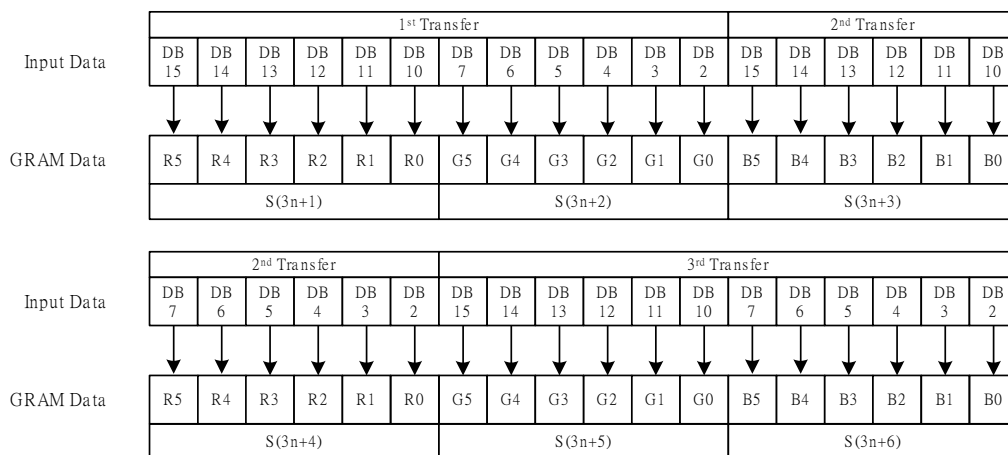 1st Transfer 2nd Transfer
Input Data DB 15 DB 14 DB 13 DB 12 DB 11 DB 10 DB 7 DB 6 DB 5 DB 4 DB 3 DB 2 DB 15 DB 14 DB 13 DB 12 DB 11 DB 10
GRAM Data R5 R4 R3 R2 R1 R0 G5 G4 G3 G2 G1 G0 B5 B4 B3 B2 B1 B0
S(3n+1) S(3n+2) S(3n+3)
2nd Transfer 3rd Transfer
Input Data DB 7 DB 6 DB 5 DB 4 DB 3 DB 2 DB 15 DB 14 DB 13 DB 12 DB 11 DB 10 DB 7 DB 6 DB 5 DB 4 DB 3 DB 2
GRAM Data R5 R4 R3 R2 R1 R0 G5 G4 G3 G2 G1 G0 B5 B4 B3 B2 B1 B0
S(3n+4) S(3n+5) S(3n+6)